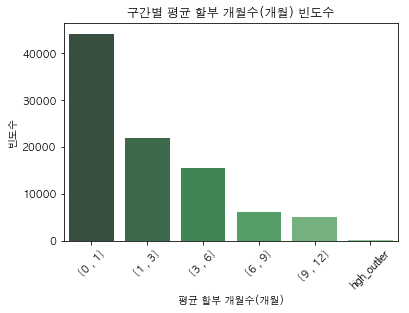 구간별 평균 할부 개월수(개월) 빈도수
40000
30000
20000
10000
0
빈도수
(0 , 1)
(1 , 3)
(3 , 6)
(6 , 9)
(9 , 12)
hgh_outlier
평균 할부 개월수(개월)